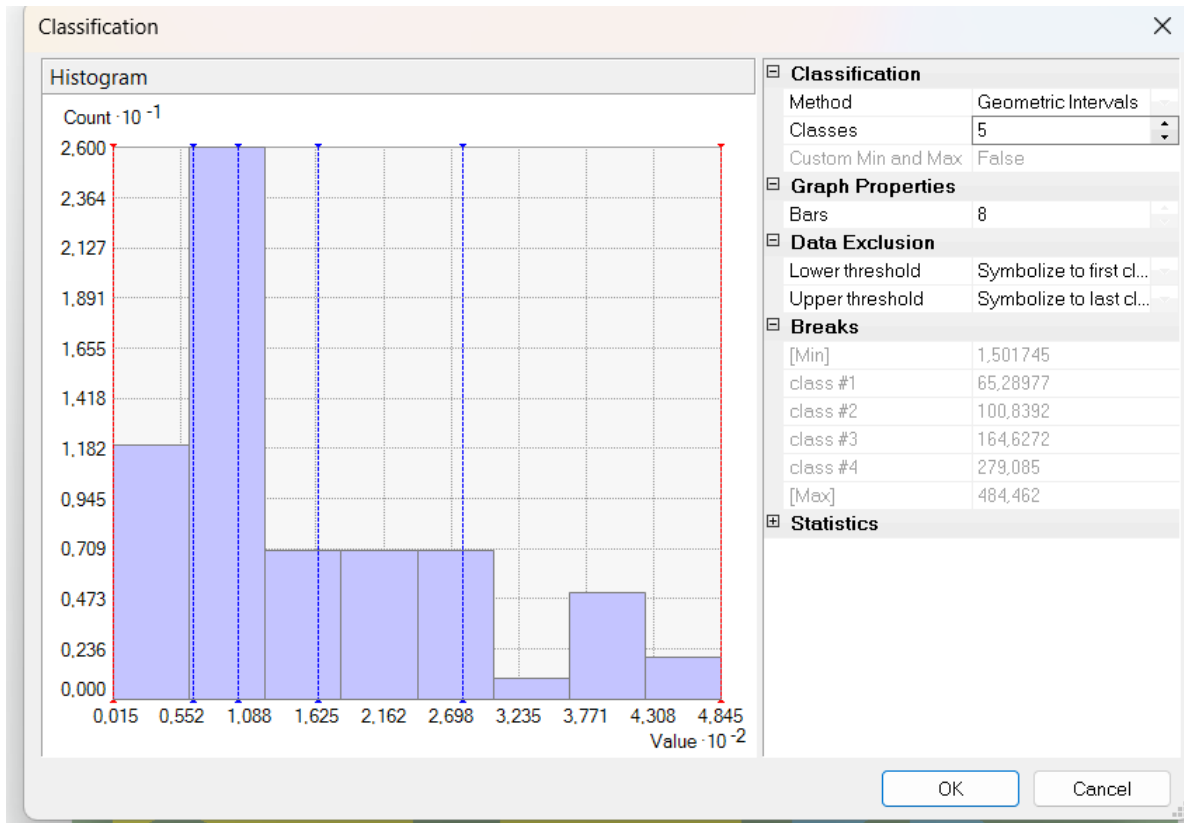 Classification
Histogram
Count ·10 -1
2,600
2,364
2,127
1,891
1,655
1,418
1,182
0,945
0,709
0,473
0,236
0,000
0,015 0,552 1,088 1,625 2,162 2,698 3,235 3,771 4,308 4,845
Value ·10 -2
Classification
Method Geometric Intervals
Classes 5
Custom Min and Max False
Graph Properties
Bars 8
Data Exclusion
Lower threshold Symbolize to first cl...
Upper threshold Symbolize to last cl...
Breaks
[Min] 1,501745
class #1 65,28977
class #2 100,8392
class #3 164,6272
class #4 279,085
[Max] 484,462
Statistics
OK Cancel